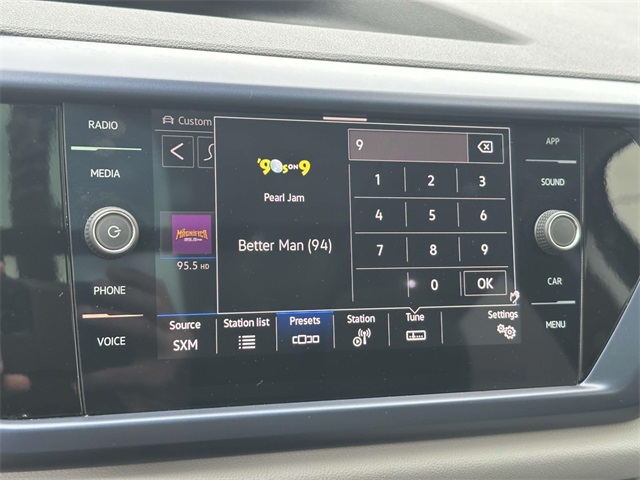 RADIO
MEDIA
PHONE
VOICE
Custom
'90s ON 9
Pearl Jam
Better Man (94)
95.5 HD
9
1 2 3
4 5 6
7 8 9
0 OK
Source
SXM
Station list
Presets
Station
Tune
Settings
APP
SOUND
CAR
MENU